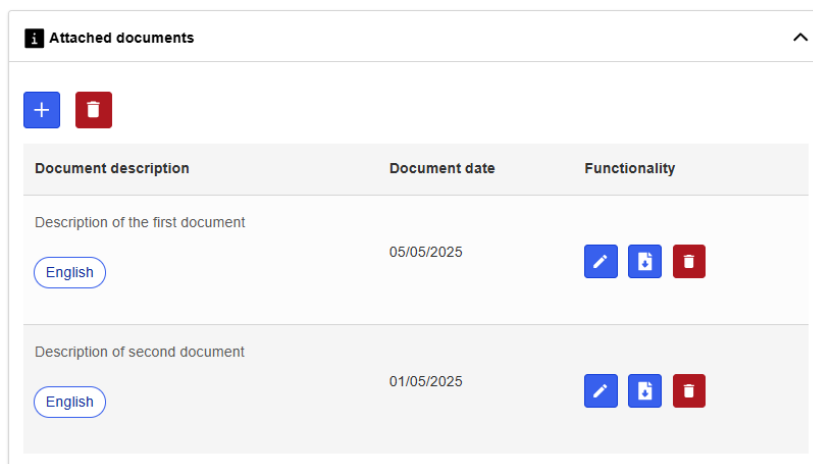 i Attached documents
Document description Document date Functionality
Description of the first document
English
05/05/2025
Description of second document
English
01/05/2025